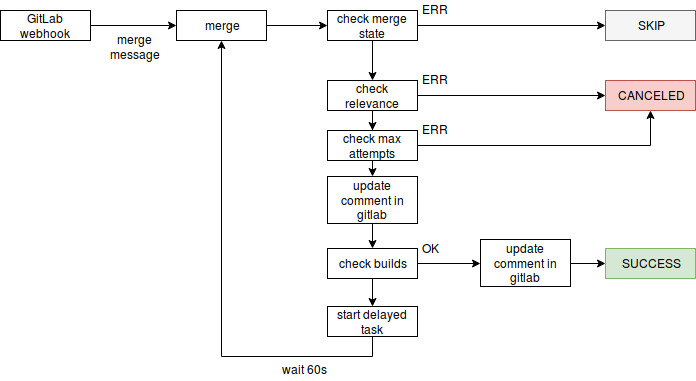 GitLab
webhook
merge
message
merge
check merge
state
ERR
SKIP
check
relevance
ERR
CANCELED
check max
attempts
ERR
update
comment in
gitlab
check builds
OK
update
comment in
gitlab
SUCCESS
start delayed
task
wait 60s